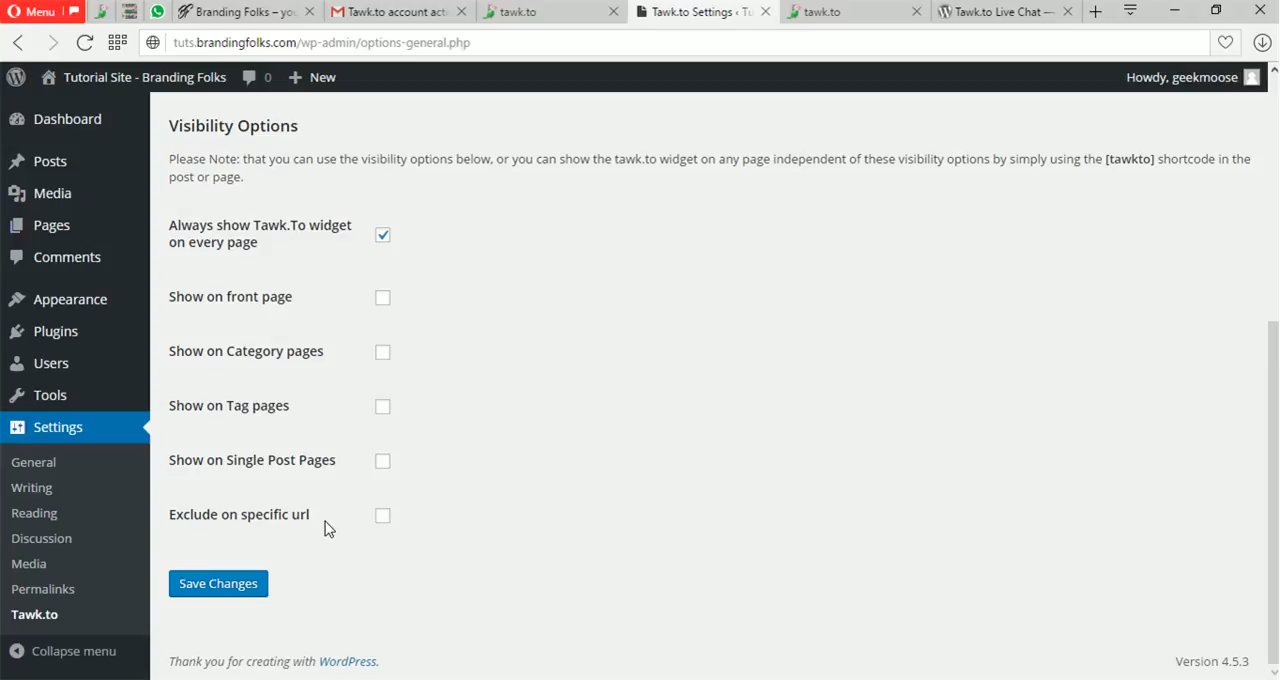 Menu
Branding Folks – you
Tawk.to account acti
tawk.to
Tawk.to Settings ‹ Tu
tawk.to
Tawk.to Live Chat —
tuts.brandingfolks.com/wp-admin/options-general.php
Tutorial Site - Branding Folks
0
New
Howdy, geekmoose
Dashboard
Posts
Media
Pages
Comments
Appearance
Plugins
Users
Tools
Settings
General
Writing
Reading
Discussion
Media
Permalinks
Tawk.to
Collapse menu
Visibility Options
Please Note: that you can use the visibility options below, or you can show the tawk.to widget on any page independent of these visibility options by simply using the [tawkto] shortcode in the
post or page.
Always show Tawk.To widget
on every page
Show on front page
Show on Category pages
Show on Tag pages
Show on Single Post Pages
Exclude on specific url
Save Changes
Thank you for creating with WordPress.
Version 4.5.3